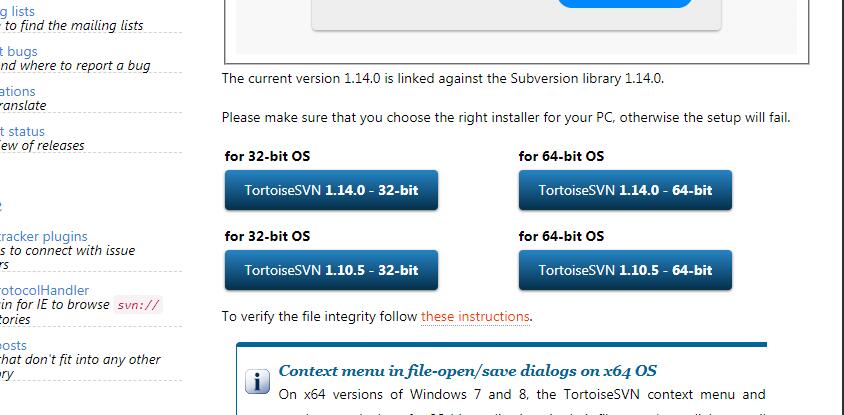 g lists
to find the mailing lists
t bugs
nd where to report a bug
ations
ranslate
t status
iew of releases
racker plugins
s to connect with issue
rs
otocolHandler
in for IE to browse svn://
tories
posts
that don't fit into any other
ry
The current version 1.14.0 is linked against the Subversion library 1.14.0.
Please make sure that you choose the right installer for your PC, otherwise the setup will fail.
for 32-bit OS
for 64-bit OS
TortoiseSVN 1.14.0 - 32-bit
TortoiseSVN 1.14.0 - 64-bit
for 32-bit OS
for 64-bit OS
TortoiseSVN 1.10.5 - 32-bit
TortoiseSVN 1.10.5 - 64-bit
To verify the file integrity follow these instructions.
Context menu in file-open/save dialogs on x64 OS
On x64 versions of Windows 7 and 8, the TortoiseSVN context menu and